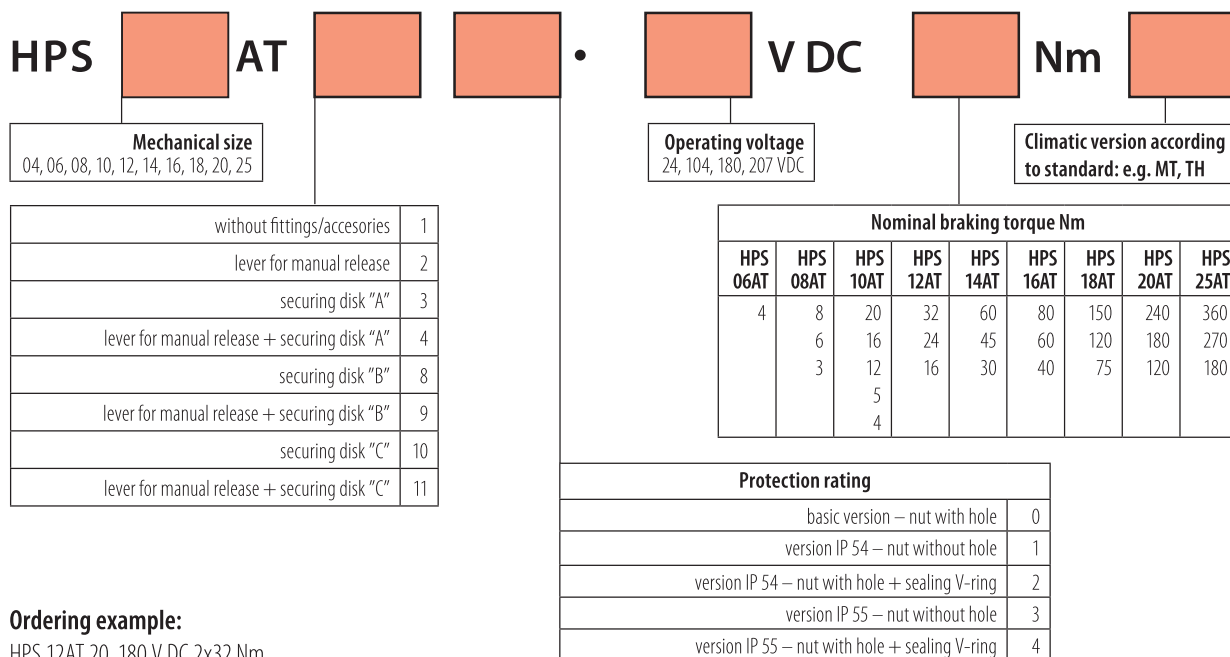 HPS AT • V DC Nm
Mechanical size
04, 06, 08, 10, 12, 14, 16, 18, 20, 25
Operating voltage
24, 104, 180, 207 VDC
Climatic version according
to standard: e.g. MT, TH
without fittings/accesories 1
lever for manual release 2
securing disk "A" 3
lever for manual release + securing disk "A" 4
securing disk "B" 8
lever for manual release + securing disk "B" 9
securing disk "C" 10
lever for manual release + securing disk "C" 11
Nominal braking torque Nm
HPS HPS HPS HPS HPS HPS HPS HPS HPS
06AT 08AT 10AT 12AT 14AT 16AT 18AT 20AT 25AT
4 8 20 32 60 80 150 240 360
6 16 24 45 60 120 180 270
3 12 16 30 40 75 120 180
5
4
Protection rating
basic version – nut with hole 0
version IP 54 – nut without hole 1
version IP 54 – nut with hole + sealing V-ring 2
version IP 55 – nut without hole 3
version IP 55 – nut with hole + sealing V-ring 4
Ordering example:
HPS 12AT 20 180 V DC 2x32 Nm